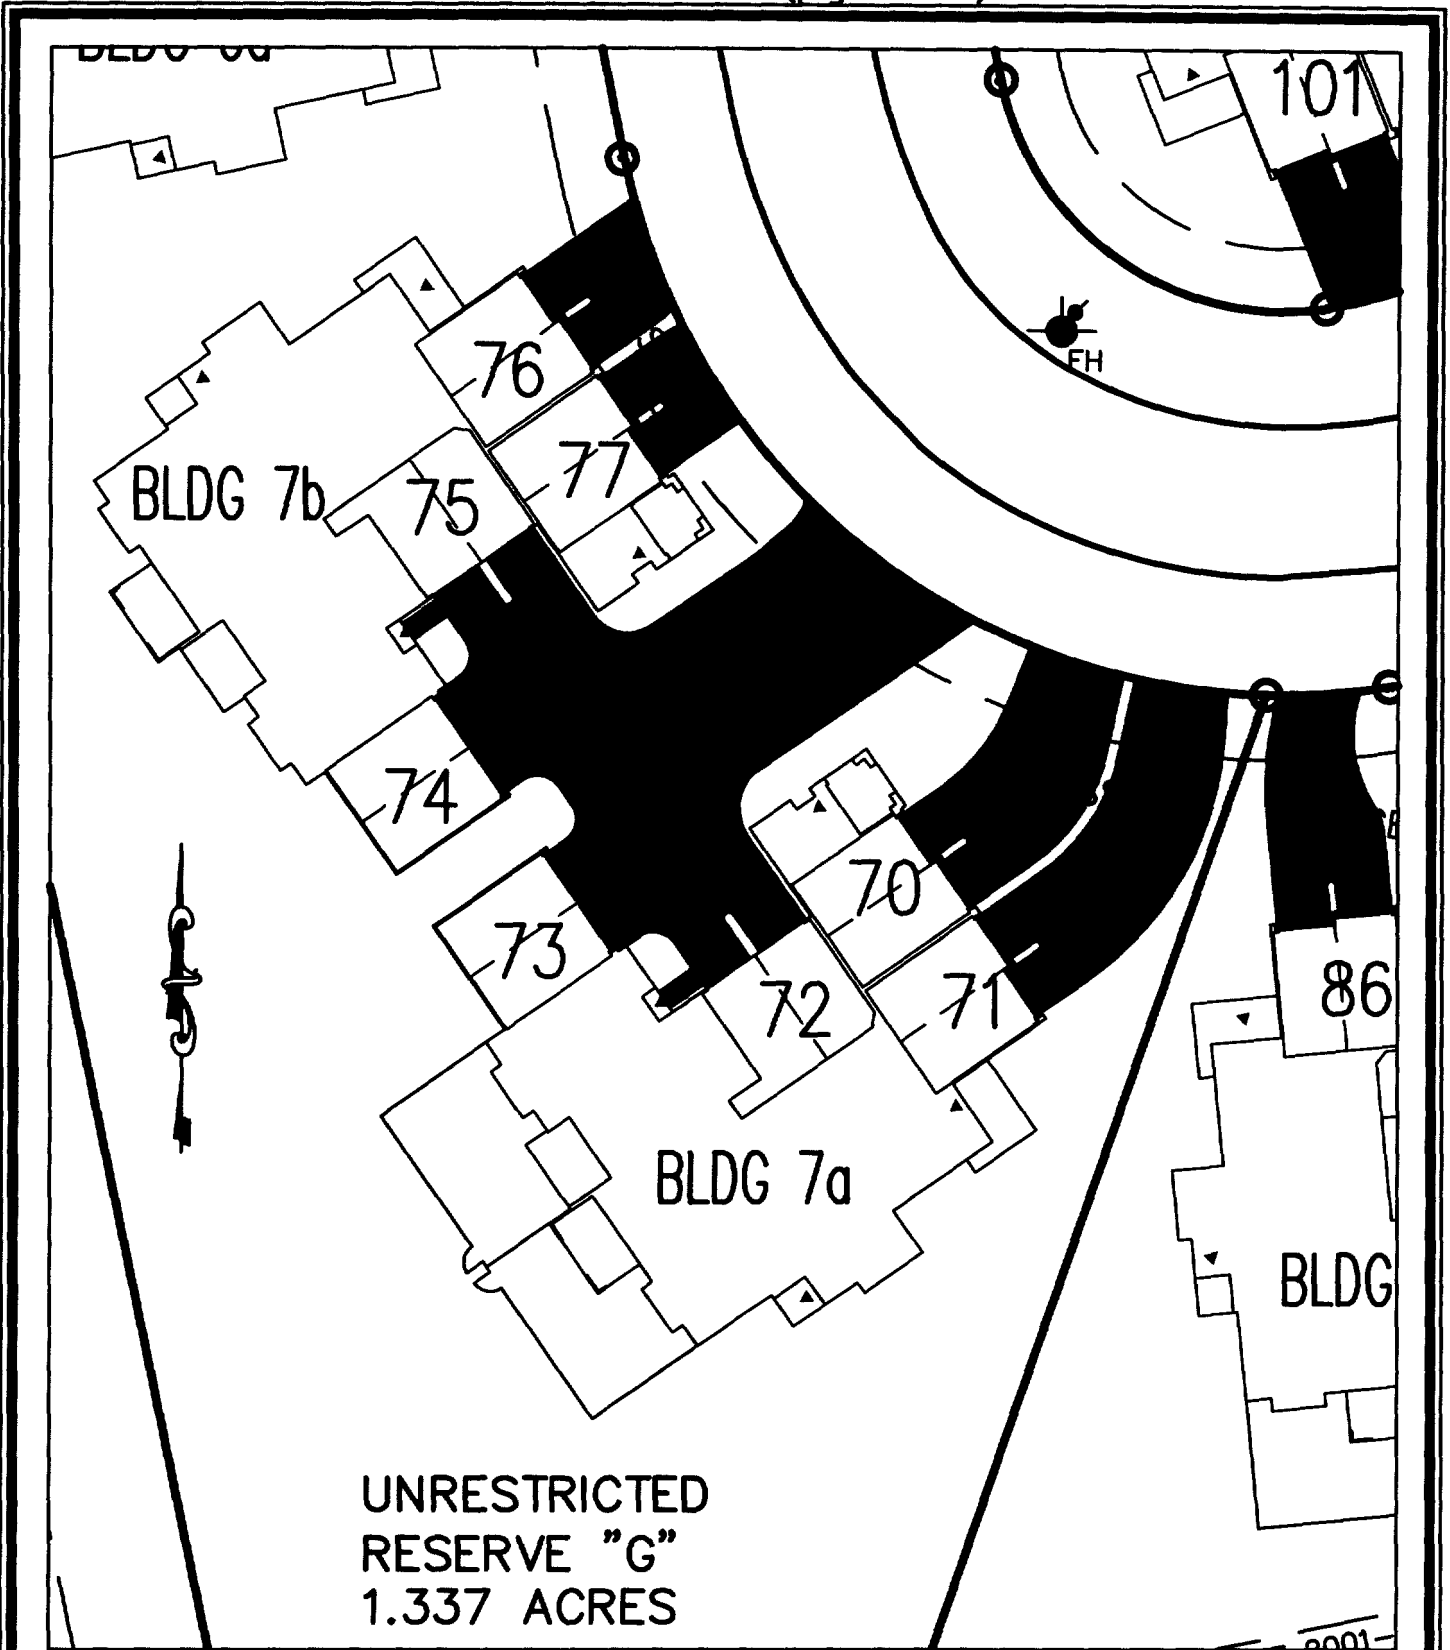 101
FH
76
77
BLDG 7b
75
74
70
73
72
71
86
BLDG 7a
BLDG
UNRESTRICTED
RESERVE "G"
1.337 ACRES